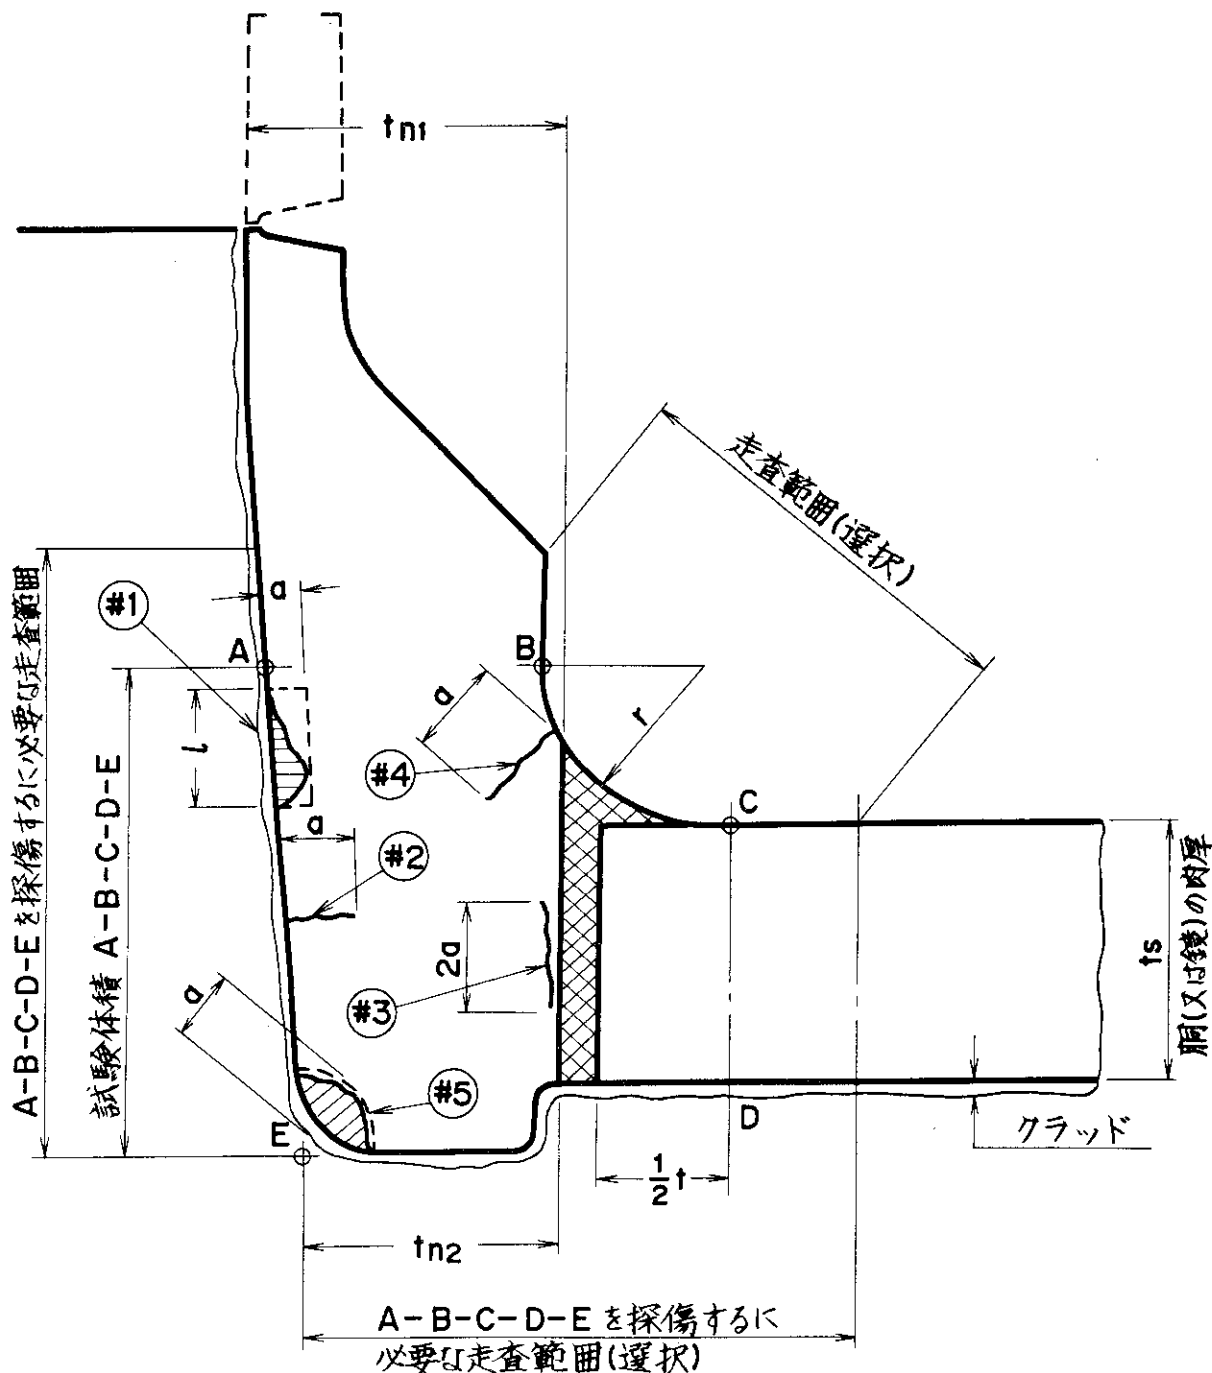 tn1
走査範囲(選択)
A-B-C-D-Eを探傷するに必要な走査範囲
試験体積 A-B-C-D-E
#1
a
A
B
l
a
r
#4
C
a
#2
2a
#3
ts
胴(又は鏡)の肉厚
a
#5
E
D
クラッド
1/2 t
tn2
A-B-C-D-Eを探傷するに
必要な走査範囲(選択)